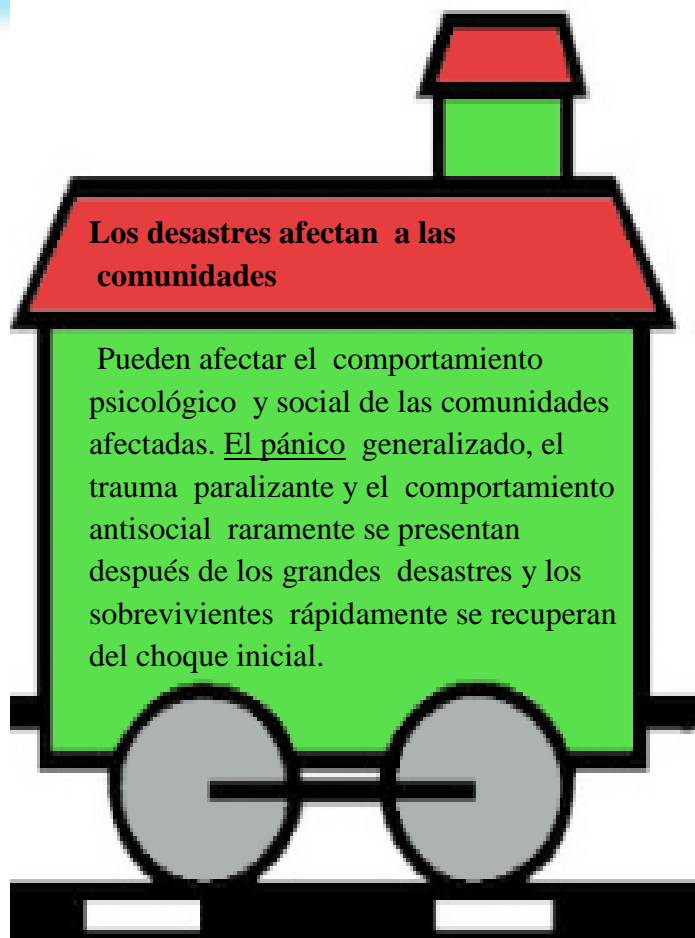 Los desastres afectan a las
comunidades
Pueden afectar el comportamiento
psicológico y social de las comunidades
afectadas. El pánico generalizado, el
trauma paralizante y el comportamiento
antisocial raramente se presentan
después de los grandes desastres y los
sobrevivientes rápidamente se recuperan
del choque inicial.